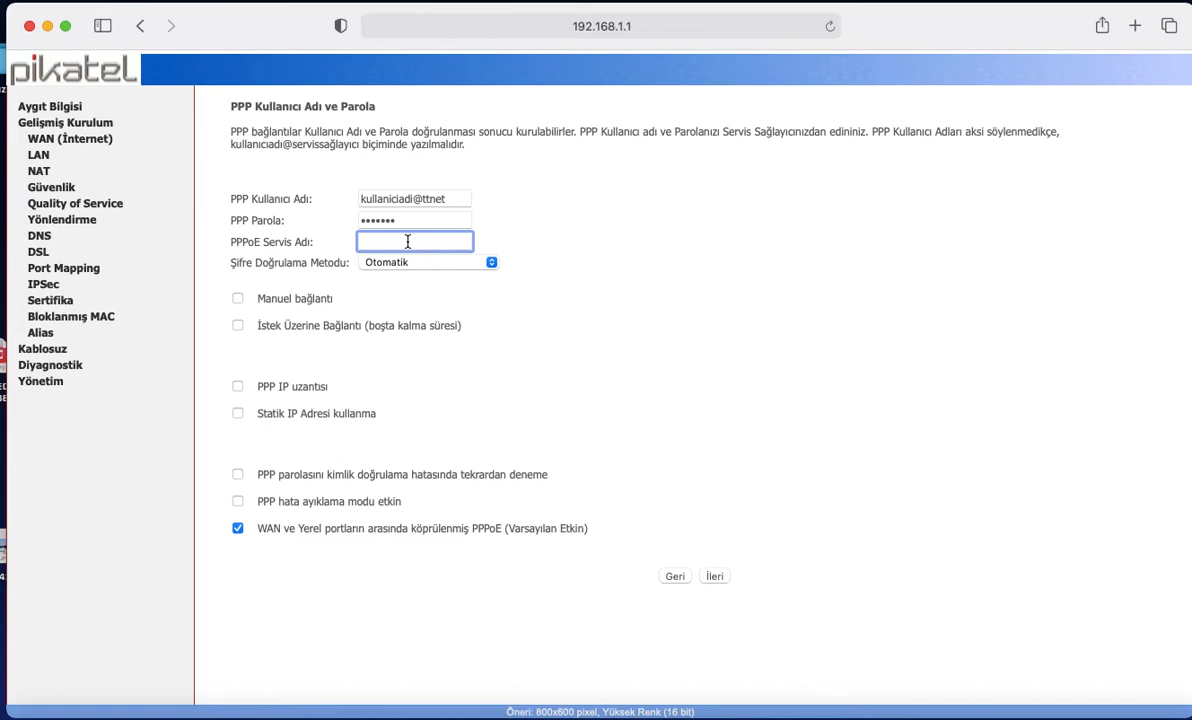 192.168.1.1
pikatel
Aygıt Bilgisi
Gelişmiş Kurulum
WAN (İnternet)
LAN
NAT
Güvenlik
Quality of Service
Yönlendirme
DNS
DSL
Port Mapping
IPSec
Sertifika
Bloklanmış MAC
Alias
Kablosuz
Diyagnostik
Yönetim
PPP Kullanıcı Adı ve Parola
PPP bağlantılar Kullanıcı Adı ve Parola doğrulanması sonucu kurulabilirler. PPP Kullanıcı adı ve Parolanızı Servis Sağlayıcınızdan edininiz. PPP Kullanıcı Adları aksi söylenmedikçe,
kullanıcıadı@servissağlayıcı biçiminde yazılmalıdır.
PPP Kullanıcı Adı: kullaniciadi@ttnet
PPP Parola: •••••••
PPPoE Servis Adı:
Şifre Doğrulama Metodu: Otomatik
Manuel bağlantı
İstek Üzerine Bağlantı (boşta kalma süresi)
PPP IP uzantısı
Statik IP Adresi kullanma
PPP parolasını kimlik doğrulama hatasında tekrardan deneme
PPP hata ayıklama modu etkin
WAN ve Yerel portların arasında köprülenmiş PPPoE (Varsayılan Etkin)
Geri İleri
Öneri: 800x600 pixel, Yüksek Renk (16 bit)